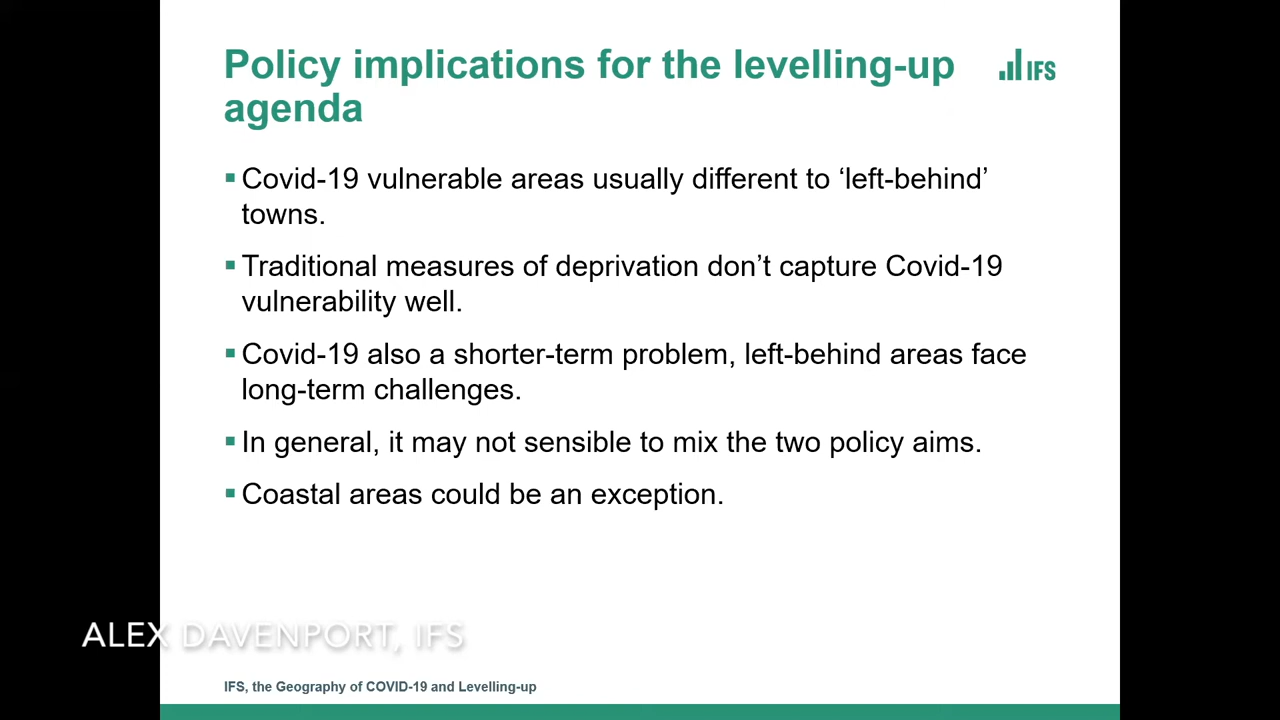 Policy implications for the levelling-up
agenda
IFS
▪Covid-19 vulnerable areas usually different to ‘left-behind’
towns.
▪Traditional measures of deprivation don’t capture Covid-19
vulnerability well.
▪Covid-19 also a shorter-term problem, left-behind areas face
long-term challenges.
▪In general, it may not sensible to mix the two policy aims.
▪Coastal areas could be an exception.
ALEX DAVENPORT, IFS
IFS, the Geography of COVID-19 and Levelling-up